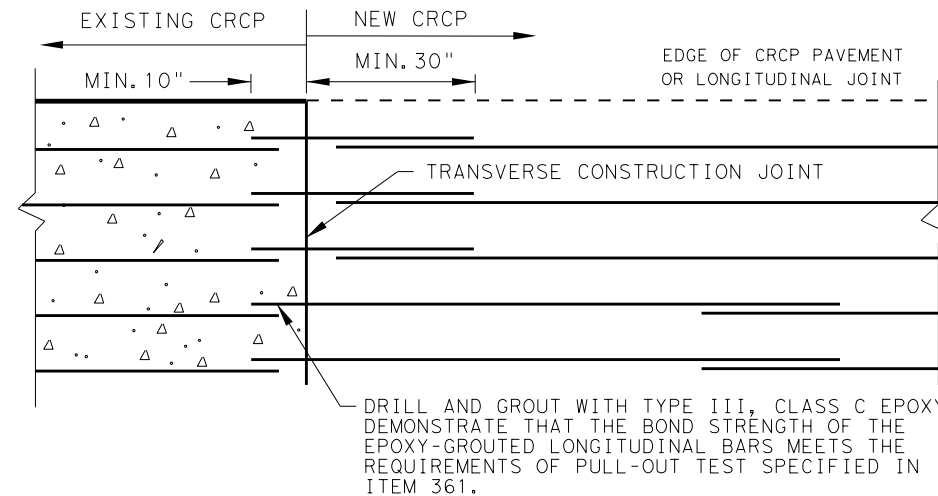 EXISTING CRCP
NEW CRCP
MIN. 10"
MIN. 30"
EDGE OF CRCP PAVEMENT
OR LONGITUDINAL JOINT
TRANSVERSE CONSTRUCTION JOINT
DRILL AND GROUT WITH TYPE III, CLASS C EPOXY
DEMONSTRATE THAT THE BOND STRENGTH OF THE
EPOXY-GROUTED LONGITUDINAL BARS MEETS THE
REQUIREMENTS OF PULL-OUT TEST SPECIFIED IN
ITEM 361.